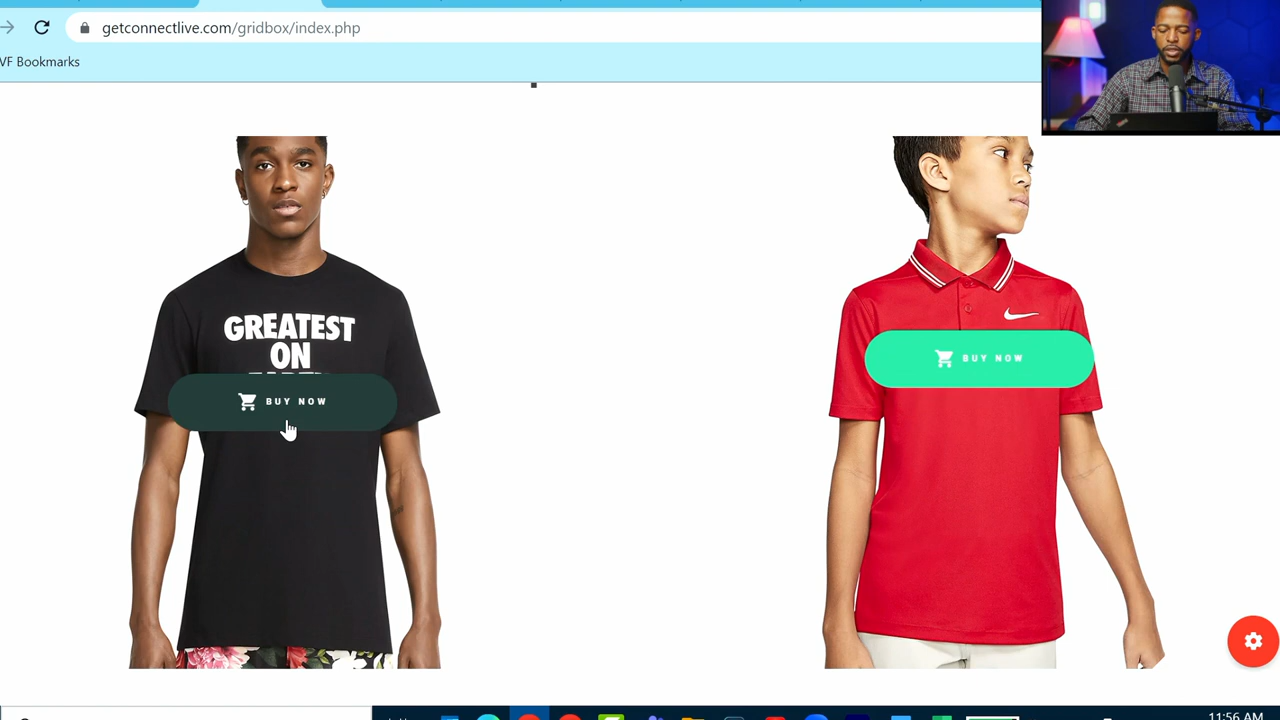 getconnectlive.com/gridbox/index.php
VF Bookmarks
GREATEST
ON
BUY NOW
BUY NOW
11:56 AM